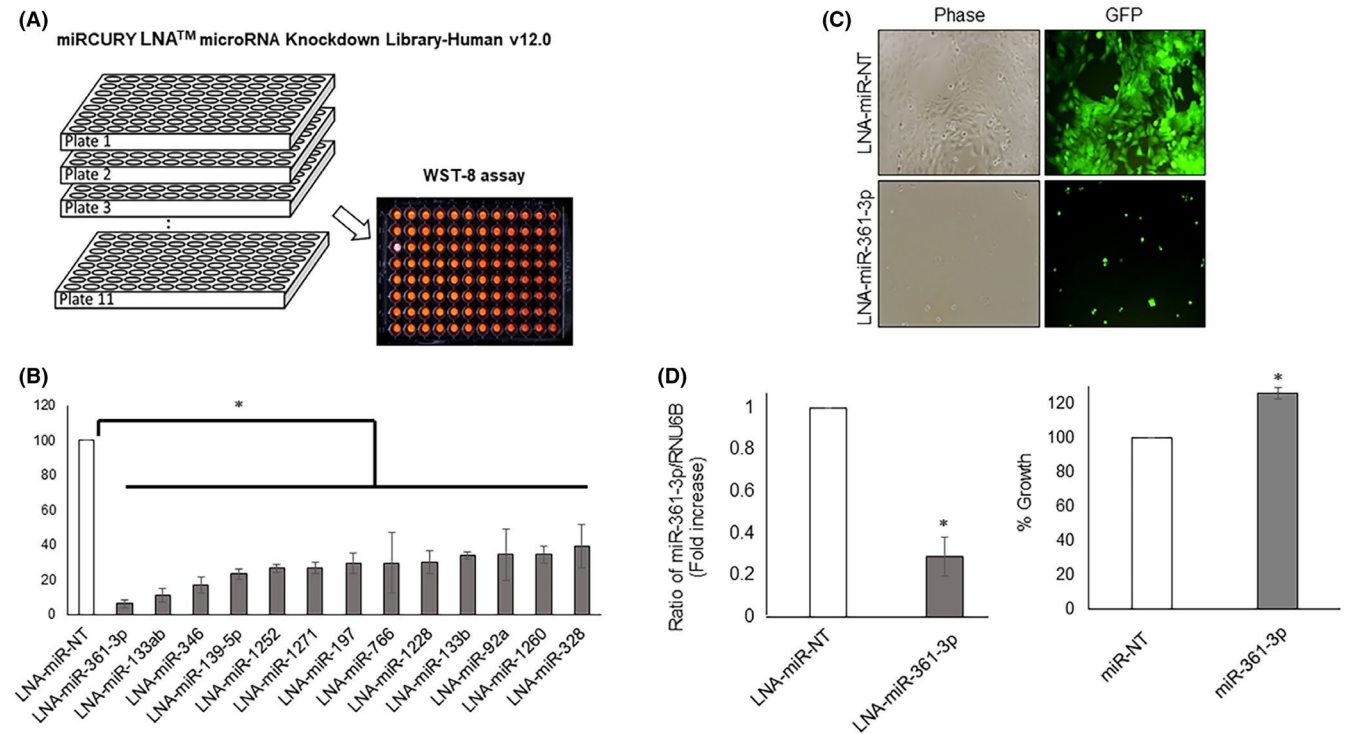 (A)
miRCURY LNA™ microRNA Knockdown Library-Human v12.0
Plate 1
Plate 2
Plate 3
⋮
Plate 11
WST-8 assay
(B)
120
100
80
60
40
20
0
*
LNA-miR-NT
LNA-miR-361-3p
LNA-miR-133ab
LNA-miR-346
LNA-miR-139-5p
LNA-miR-1252
LNA-miR-1271
LNA-miR-197
LNA-miR-766
LNA-miR-1228
LNA-miR-133b
LNA-miR-92a
LNA-miR-1260
LNA-miR-328
(C)
Phase
GFP
LNA-miR-NT
LNA-miR-361-3p
(D)
Ratio of miR-361-3p/RNU6B
(Fold increase)
1
0.8
0.6
0.4
0.2
0
*
LNA-miR-NT
LNA-miR-361-3p
% Growth
120
100
80
60
40
20
0
*
miR-NT
miR-361-3p